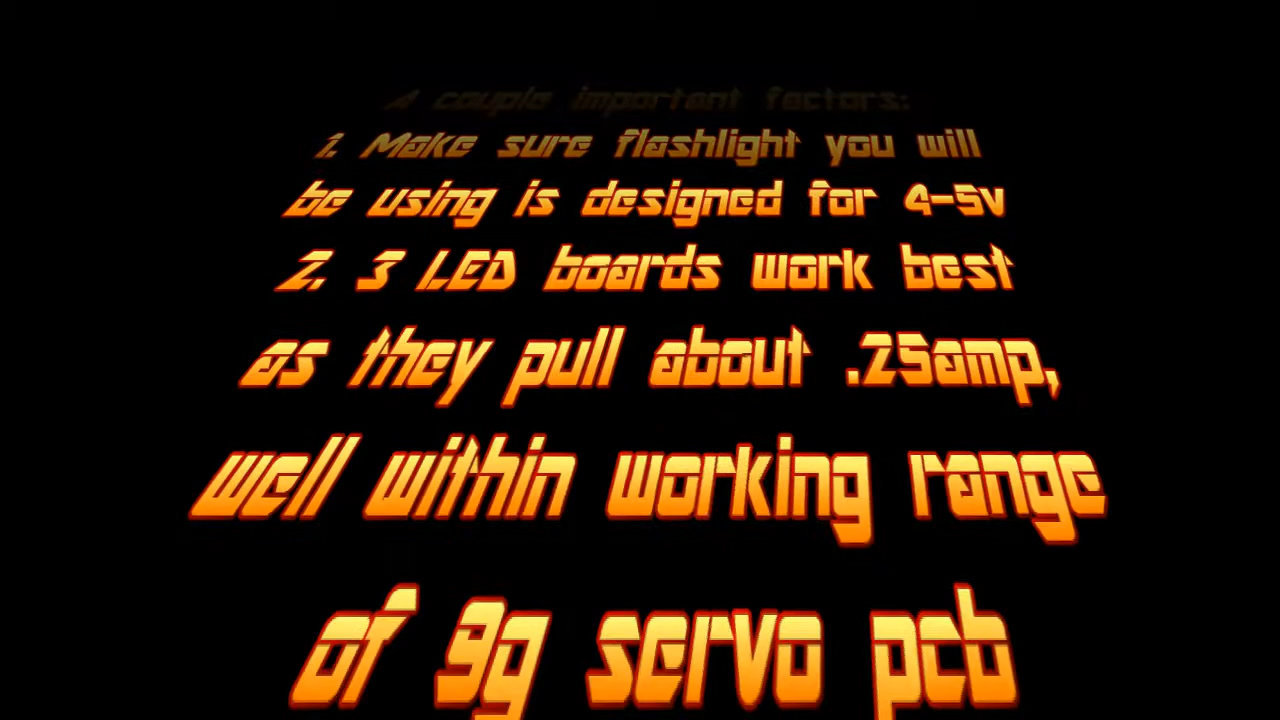 A couple important factors:
1. Make sure flashlight you will
be using is designed for 4-5v
2. 3 LED boards work best
as they pull about .25amp,
well within working range
of 9g servo pcb